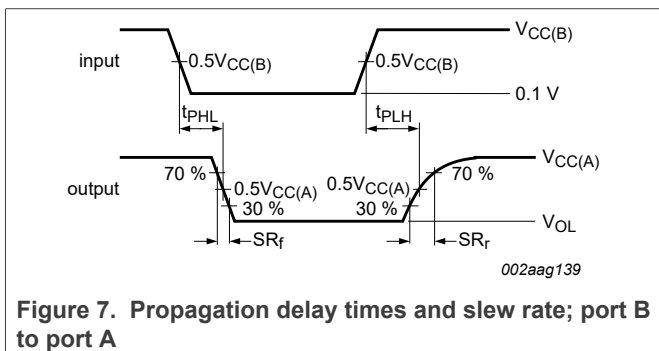 V_CC(B)
input
0.5V_CC(B)
0.5V_CC(B)
0.1 V
t_PHL
t_PLH
V_CC(A)
70 %
70 %
output
0.5V_CC(A)
0.5V_CC(A)
30 %
30 %
V_OL
SR_f
SR_r
002aag139
Figure 7. Propagation delay times and slew rate; port B
to port A